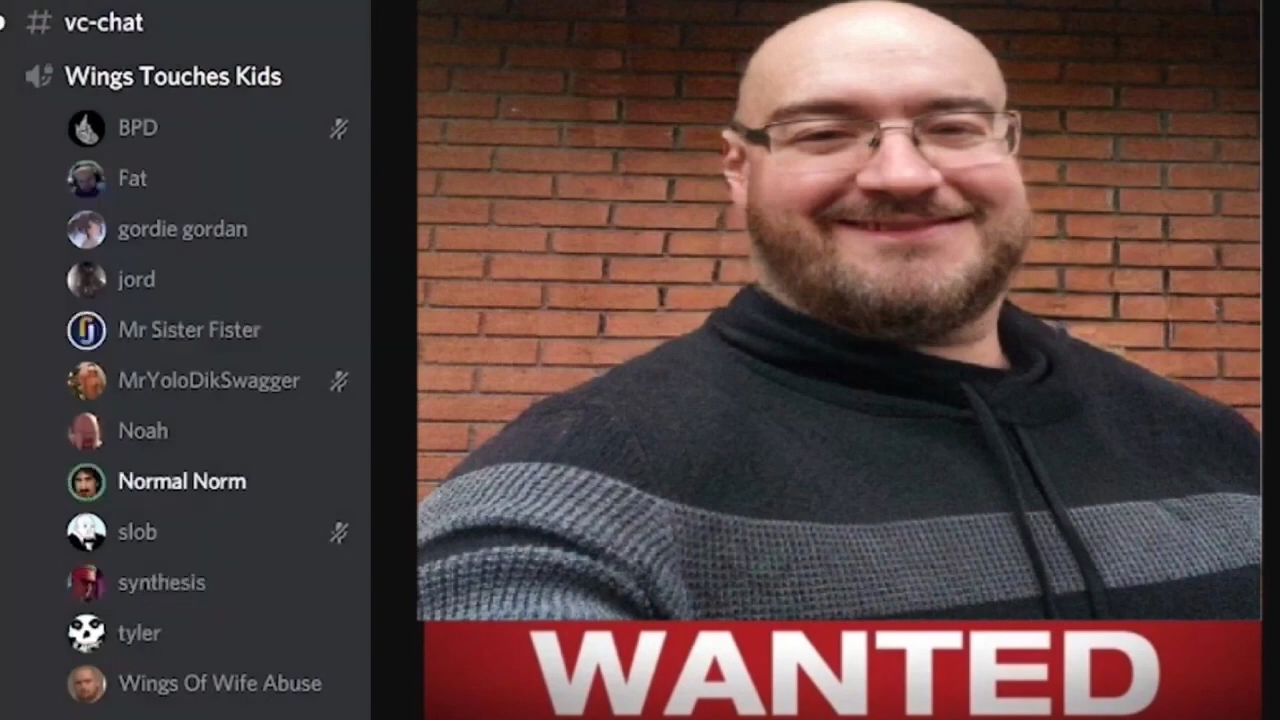 vc-chat
Wings Touches Kids
BPD
Fat
gordie gordan
jord
Mr Sister Fister
MrYoloDikSwagger
Noah
Normal Norm
slob
synthesis
tyler
Wings Of Wife Abuse
WANTED